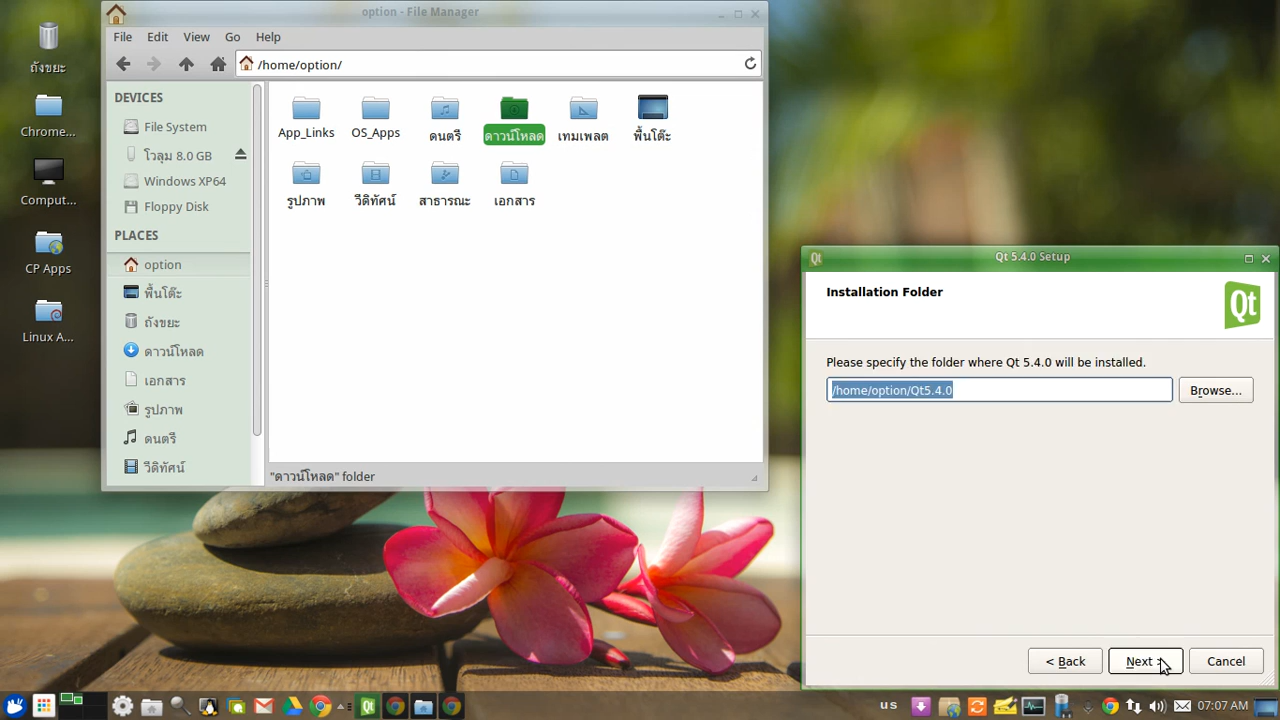 ถังขยะ
Chrome...
Comput...
CP Apps
Linux A...
option - File Manager
File Edit View Go Help
/home/option/
DEVICES
File System
โวลุม 8.0 GB
Windows XP64
Floppy Disk
PLACES
option
พื้นโต๊ะ
ถังขยะ
ดาวน์โหลด
เอกสาร
รูปภาพ
ดนตรี
วีดิทัศน์
App_Links OS_Apps ดนตรี ดาวน์โหลด เทมเพลต พื้นโต๊ะ
รูปภาพ วีดิทัศน์ สาธารณะ เอกสาร
"ดาวน์โหลด" folder
Qt 5.4.0 Setup
Installation Folder
Qt
Please specify the folder where Qt 5.4.0 will be installed.
/home/option/Qt5.4.0 Browse...
< Back Next > Cancel
us 07:07 AM